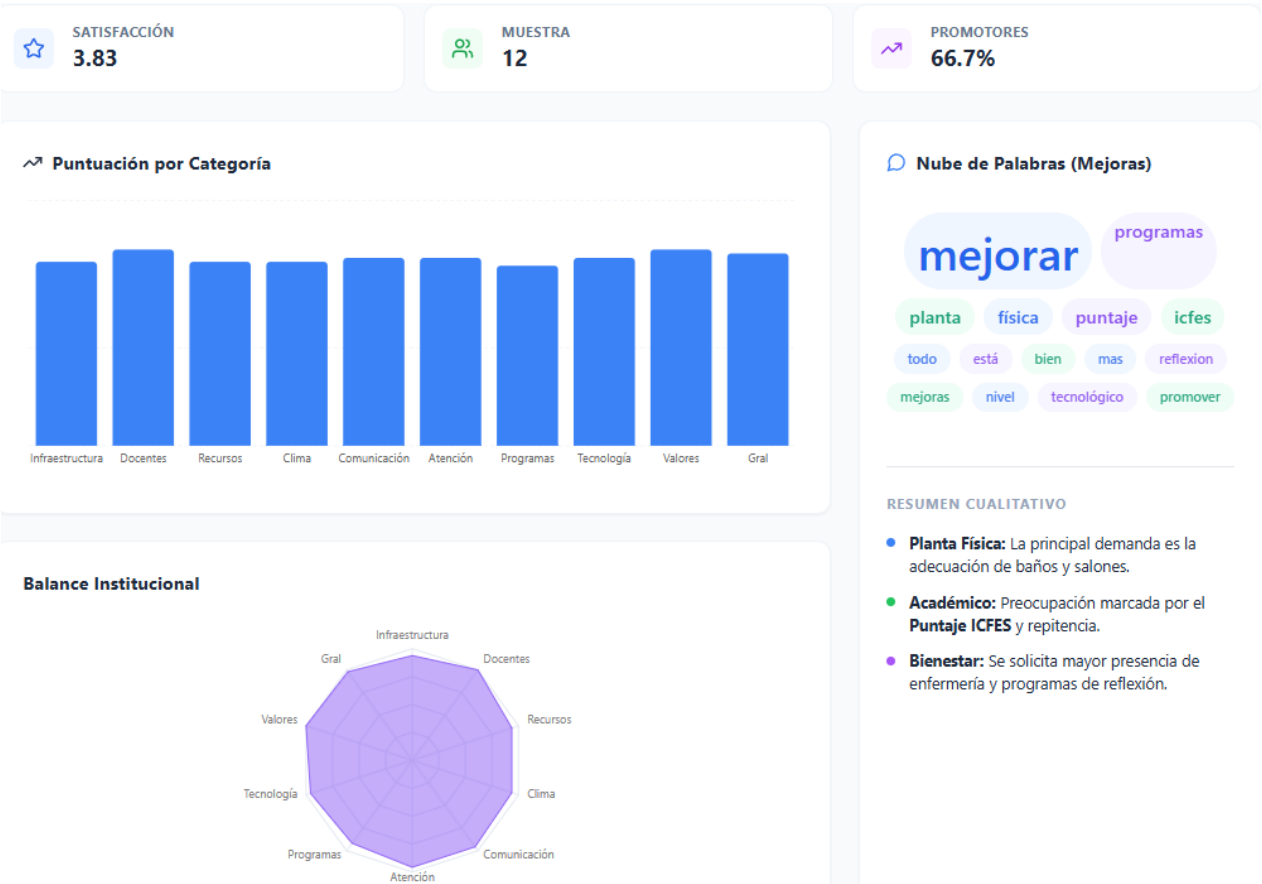 SATISFACCIÓN
3.83
MUESTRA
12
PROMOTORES
66.7%
Puntuación por Categoría
Infraestructura Docentes Recursos Clima Comunicación Atención Programas Tecnología Valores Gral
Nube de Palabras (Mejoras)
mejorar programas
planta física puntaje icfes
todo está bien mas reflexion
mejoras nivel tecnológico promover
RESUMEN CUALITATIVO
Planta Física: La principal demanda es la
adecuación de baños y salones.
Académico: Preocupación marcada por el
Puntaje ICFES y repitencia.
Bienestar: Se solicita mayor presencia de
enfermería y programas de reflexión.
Balance Institucional
Infraestructura
Gral Docentes
Valores Recursos
Tecnología Clima
Programas Comunicación
Atención